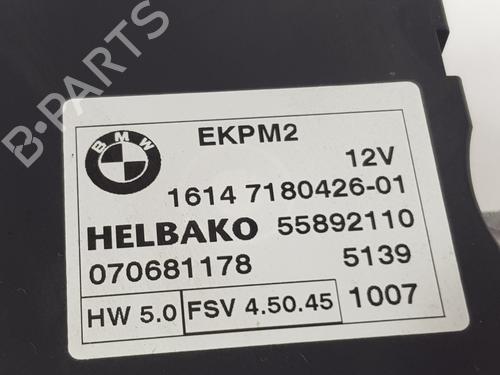 B-PARTS
BMW
EKPM2
12V
1614 7180426-01
HELBAKO 55892110
070681178 5139
HW 5.0 FSV 4.50.45 1007